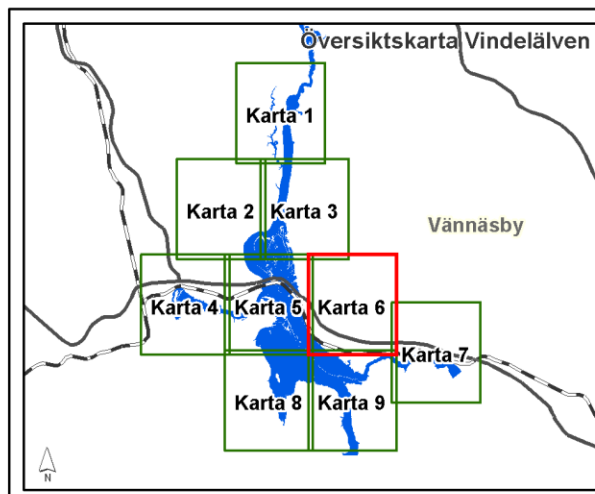 Översiktskarta Vindelälven
Karta 1
Karta 2
Karta 3
Vännäsby
Karta 4
Karta 5
Karta 6
Karta 7
Karta 8
Karta 9
N